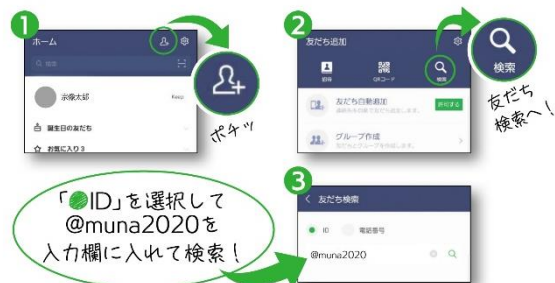 1
ホーム
検索
宗像太郎
Keep
誕生日の友だち
お気に入り 3
ポチッ
2
友だち追加
招待
QRコード
検索
友だち自動追加
許可する
グループ作成
検索
友だち
検索へ!
「ID」を選択して
@muna2020を
入力欄に入れて検索!
3
友だち検索
ID
電話番号
@muna2020